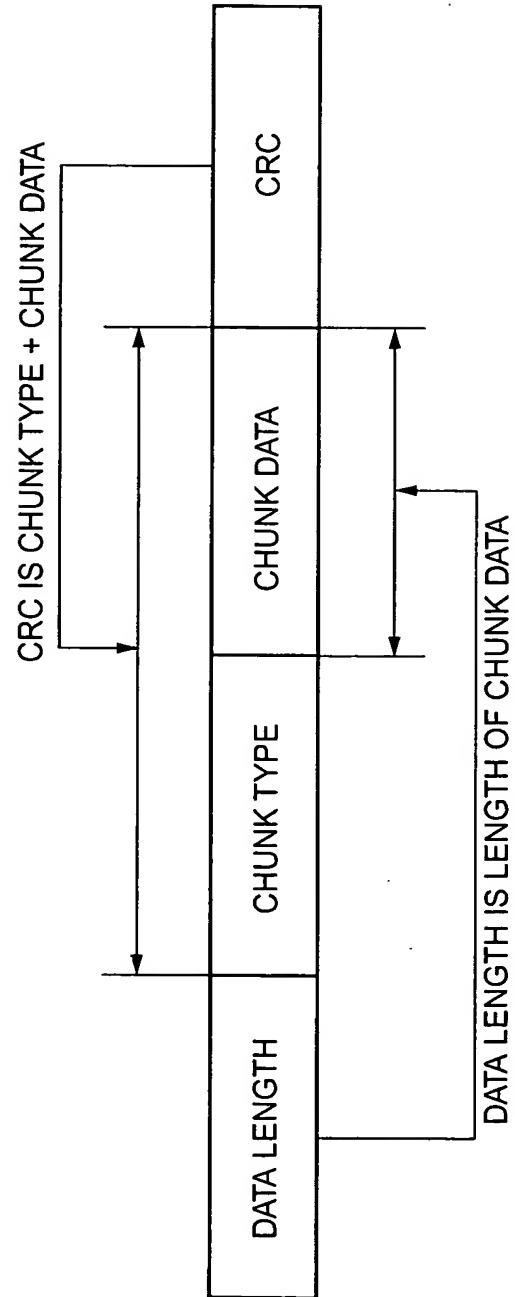 CRC IS CHUNK TYPE + CHUNK DATA
DATA LENGTH
CHUNK TYPE
CHUNK DATA
CRC
DATA LENGTH IS LENGTH OF CHUNK DATA